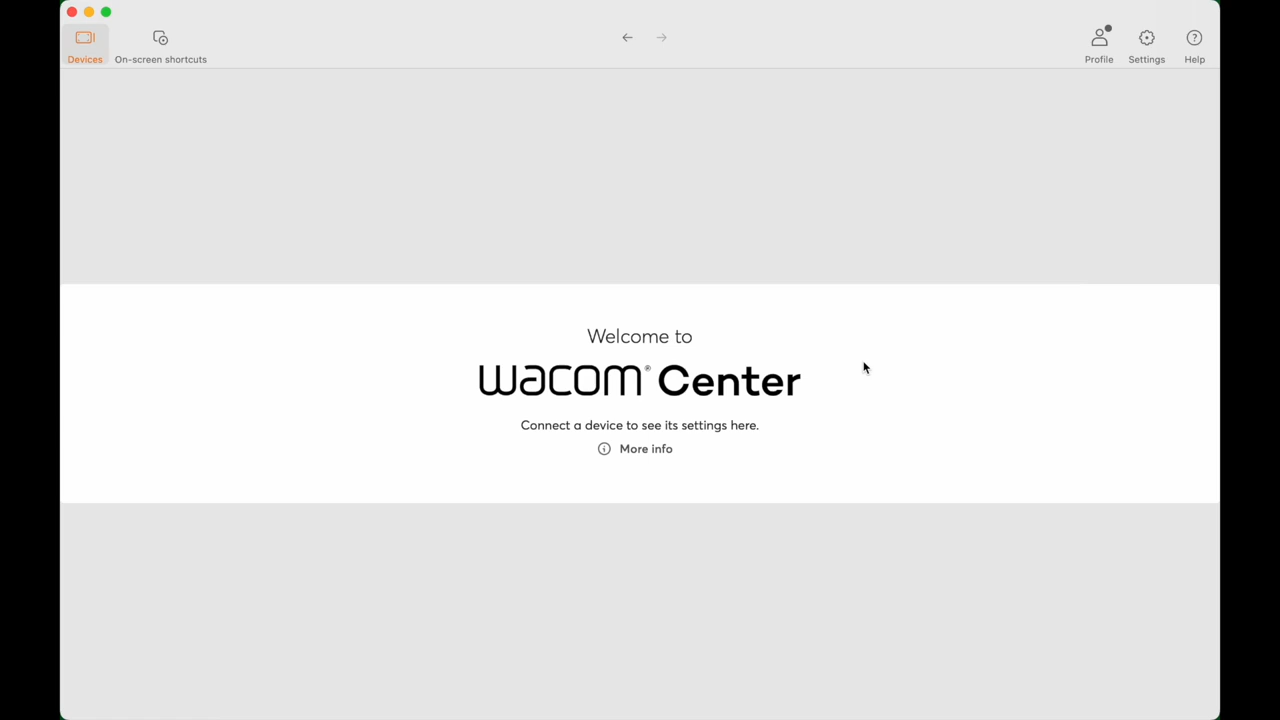 Devices
On-screen shortcuts
Profile
Settings
Help
Welcome to
wacom® Center
Connect a device to see its settings here.
More info